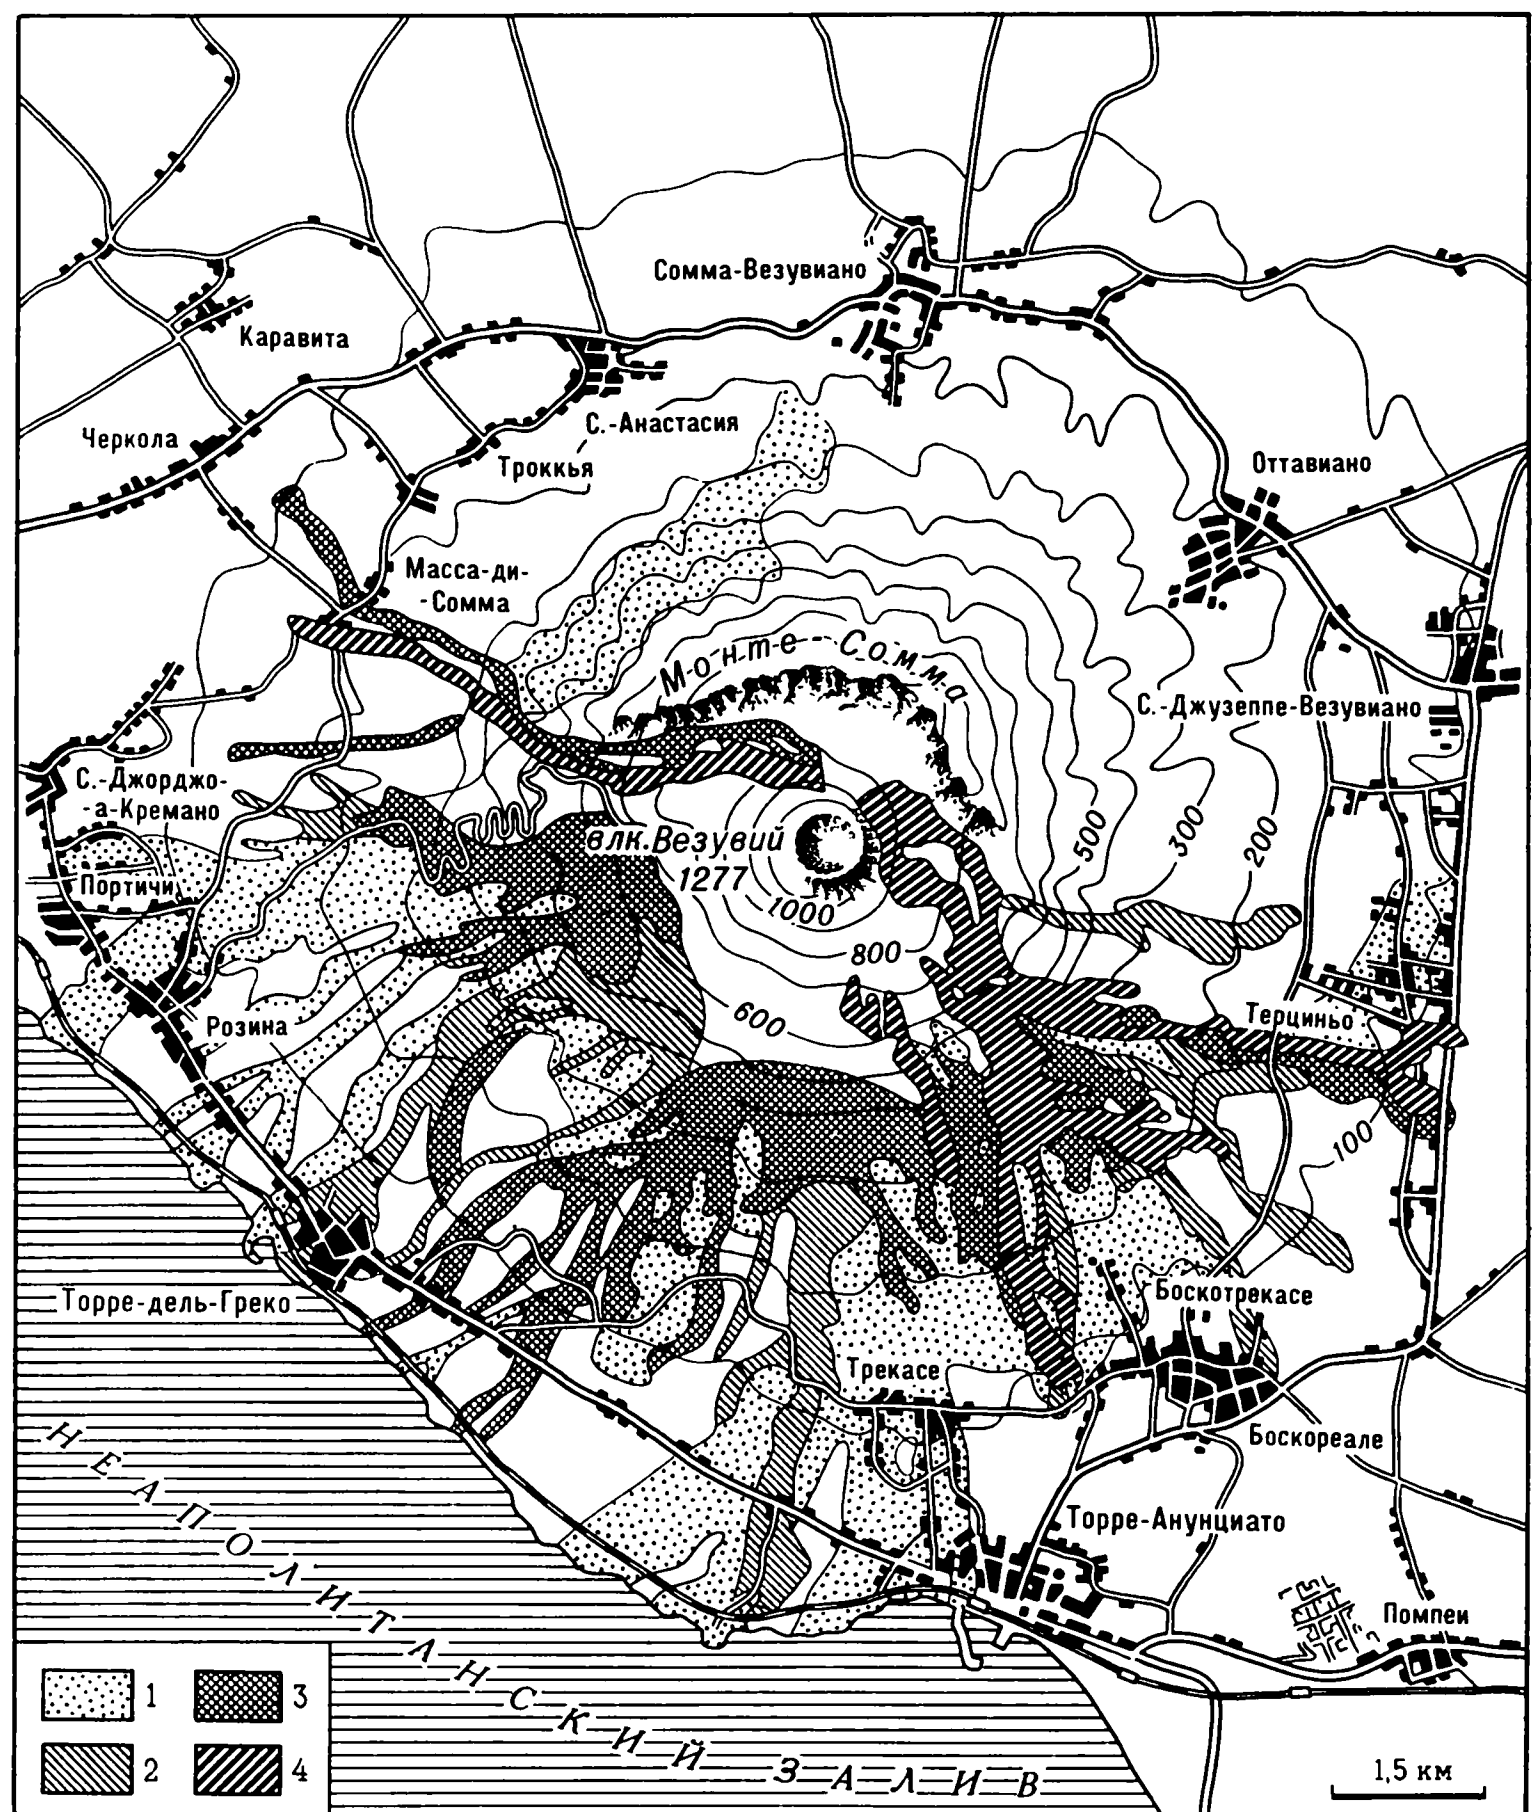 Сомма-Везувиано
Каравита
Черкола
С.-Анастасия
Троккья
Оттавиано
Масса-ди-
-Сомма
Монте-Сомма
С.-Джузеппе-Везувиано
С.-Джорджо-
-а-Кремано
влк. Везувий
1277
Портичи
1000
800
600
500
300
200
100
Розина
Терциньо
Торре-дель-Греко
Боскотрекасе
Трекасе
Боскореале
Торре-Анунциато
Помпеи
НЕАПОЛИТАНСКИЙ ЗАЛИВ
1
3
2
4
1,5 км